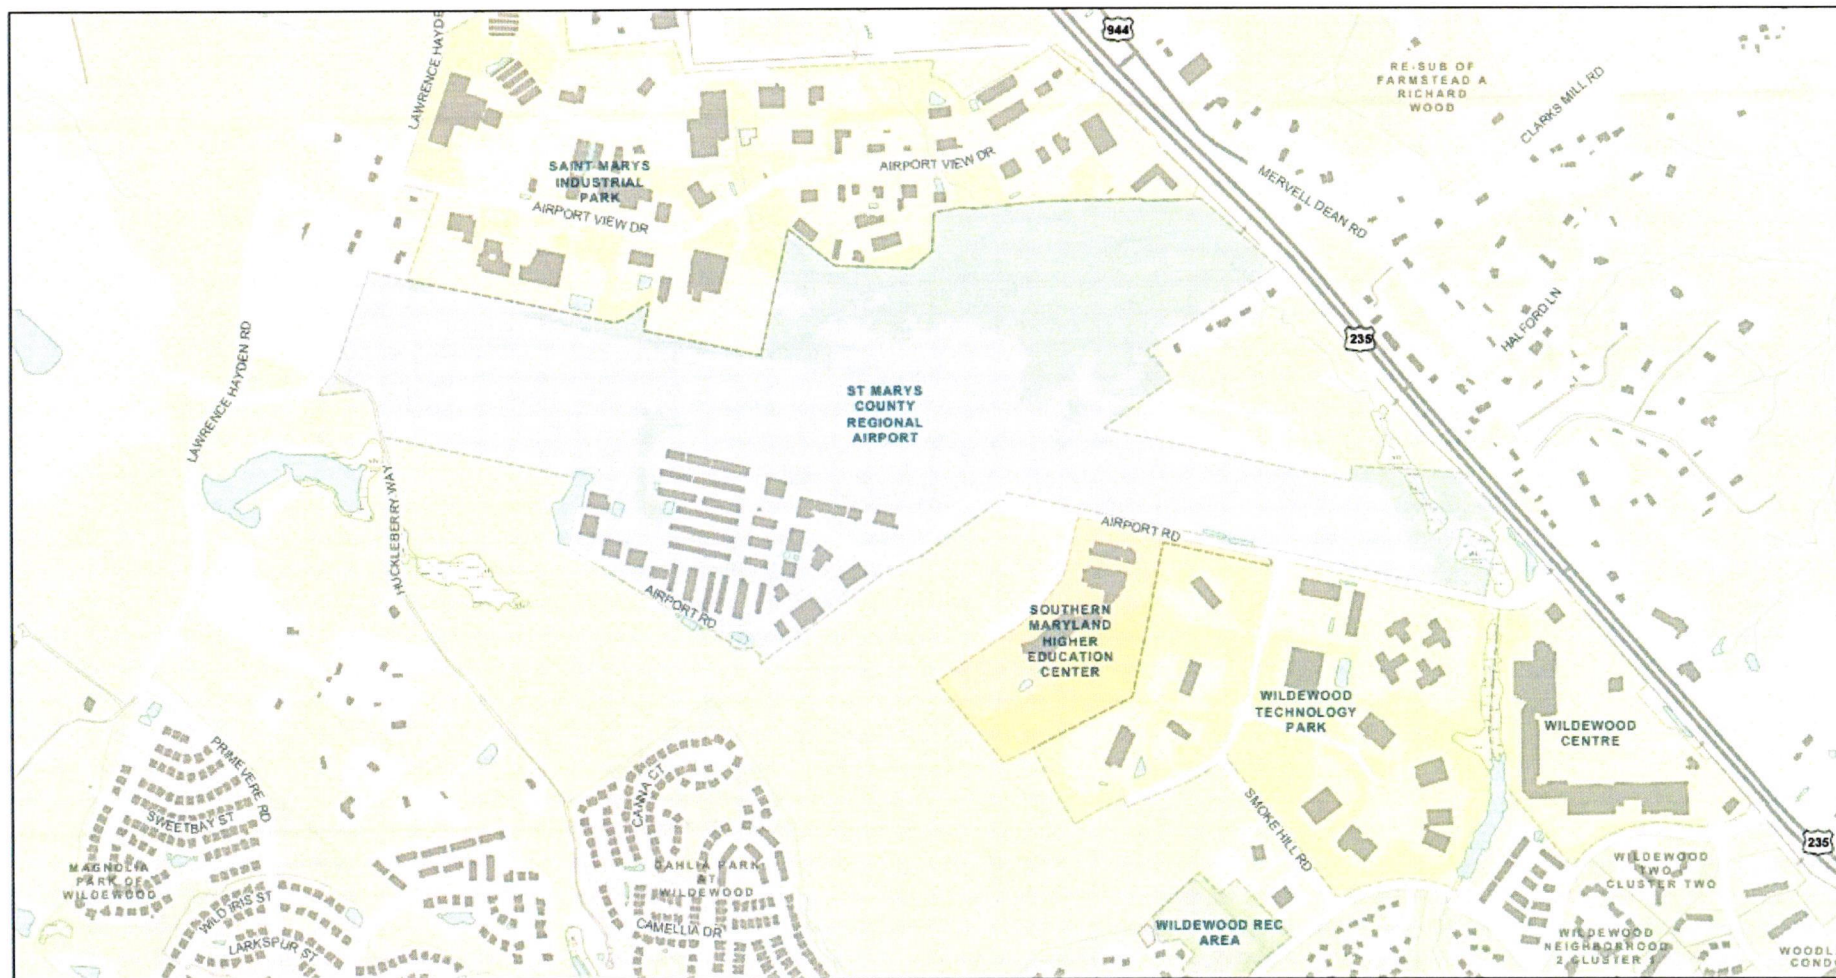 944
LAWRENCE HAYDE
RE-SUB OF
FARMSTEAD A
RICHARD
WOOD
CLARKS MILL RD
SAINT MARYS
INDUSTRIAL
PARK
AIRPORT VIEW DR
AIRPORT VIEW DR
MERVELL DEAN RD
HALFORD LN
235
LAWRENCE HAYDEN RD
ST MARYS
COUNTY
REGIONAL
AIRPORT
HUCKLEBERRY WAY
AIRPORT RD
AIRPORT RD
SOUTHERN
MARYLAND
HIGHER
EDUCATION
CENTER
WILDEWOOD
TECHNOLOGY
PARK
WILDEWOOD
CENTRE
PRIMEVERE RD
SWEETBAY ST
CANNA CT
SMOKE HILL RD
235
MAGNOLIA
PARK OF
WILDEWOOD
DAHLIA PARK
AT
WILDEWOOD
WILDEWOOD
TWO
CLUSTER TWO
WILD IRIS ST
LARKSPUR ST
CAMELLIA DR
WILDEWOOD REC
AREA
WILDEWOOD
NEIGHBORHOOD
2 CLUSTER 1
WOODL
COND